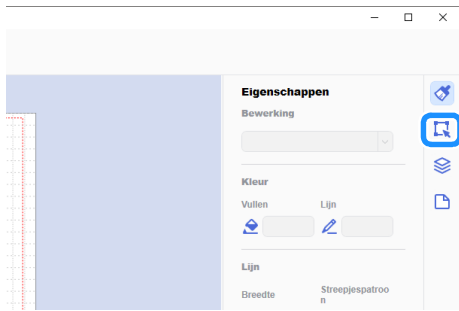 Eigenschappen
Bewerking
Kleur
Vullen Lijn
Lijn
Breedte Streepjespatroo
n